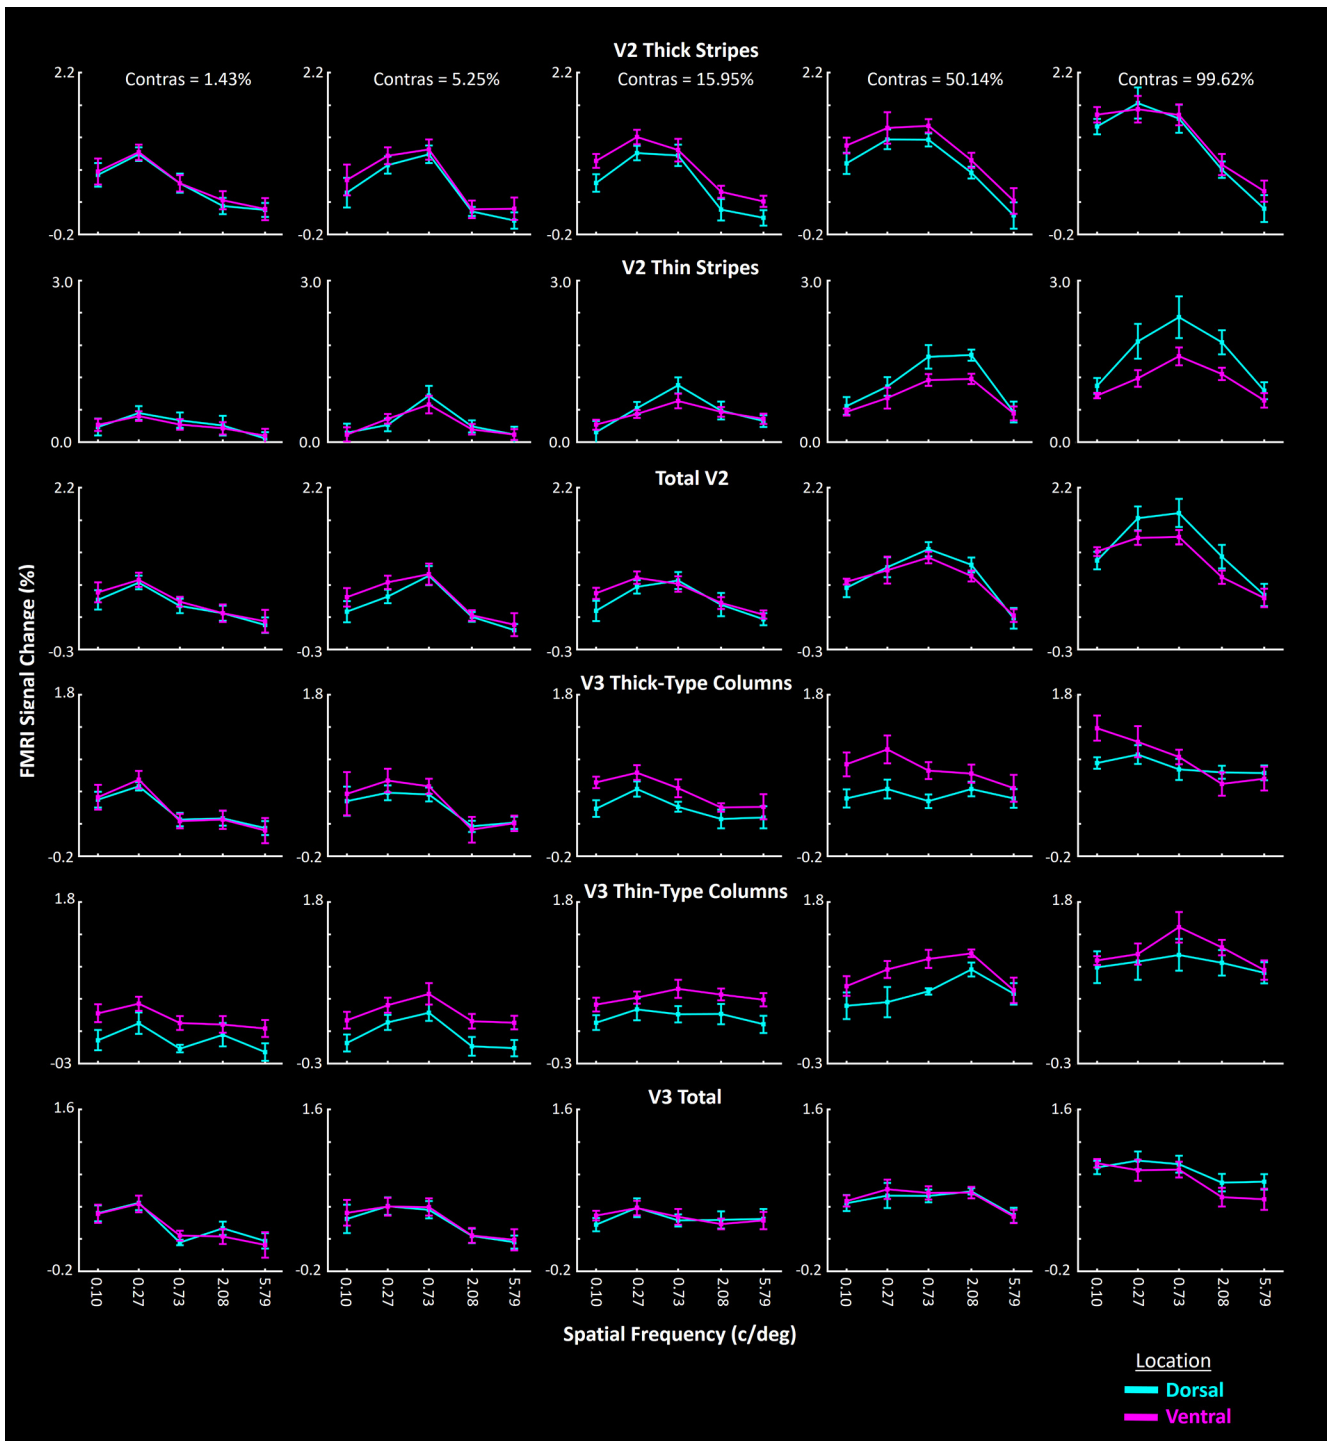 V2 Thick Stripes
Contras = 1.43%
Contras = 5.25%
Contras = 15.95%
Contras = 50.14%
Contras = 99.62%
2.2
2.2
2.2
2.2
2.2
-0.2
-0.2
-0.2
-0.2
-0.2
V2 Thin Stripes
3.0
3.0
3.0
3.0
3.0
0.0
0.0
0.0
0.0
0.0
Total V2
2.2
2.2
2.2
2.2
2.2
-0.3
-0.3
-0.3
-0.3
-0.3
FMRI Signal Chanze (%)
V3 Thick-Type Columns
1.8
1.8
1.8
1.8
1.8
-0.2
-0.2
-0.2
-0.2
-0.2
V3 Thin-Type Columns
1.8
1.8
1.8
1.8
1.8
-03
-0.3
-0.3
-0.3
-0.3
V3 Total
1.6
1.6
1.6
1.6
1.6
-0.2
-0.2
-0.2
-0.2
-0.2
0.10 0.27 0.73 2.08 5.79
0.10 0.27 0.73 2.08 5.79
0.10 0.27 0.73 2.08 5.79
0.10 0.27 0.73 2.08 5.79
0.10 0.27 0.73 2.08 5.79
Spatial Frequency (c/deg)
Location
Dorsal
Ventral